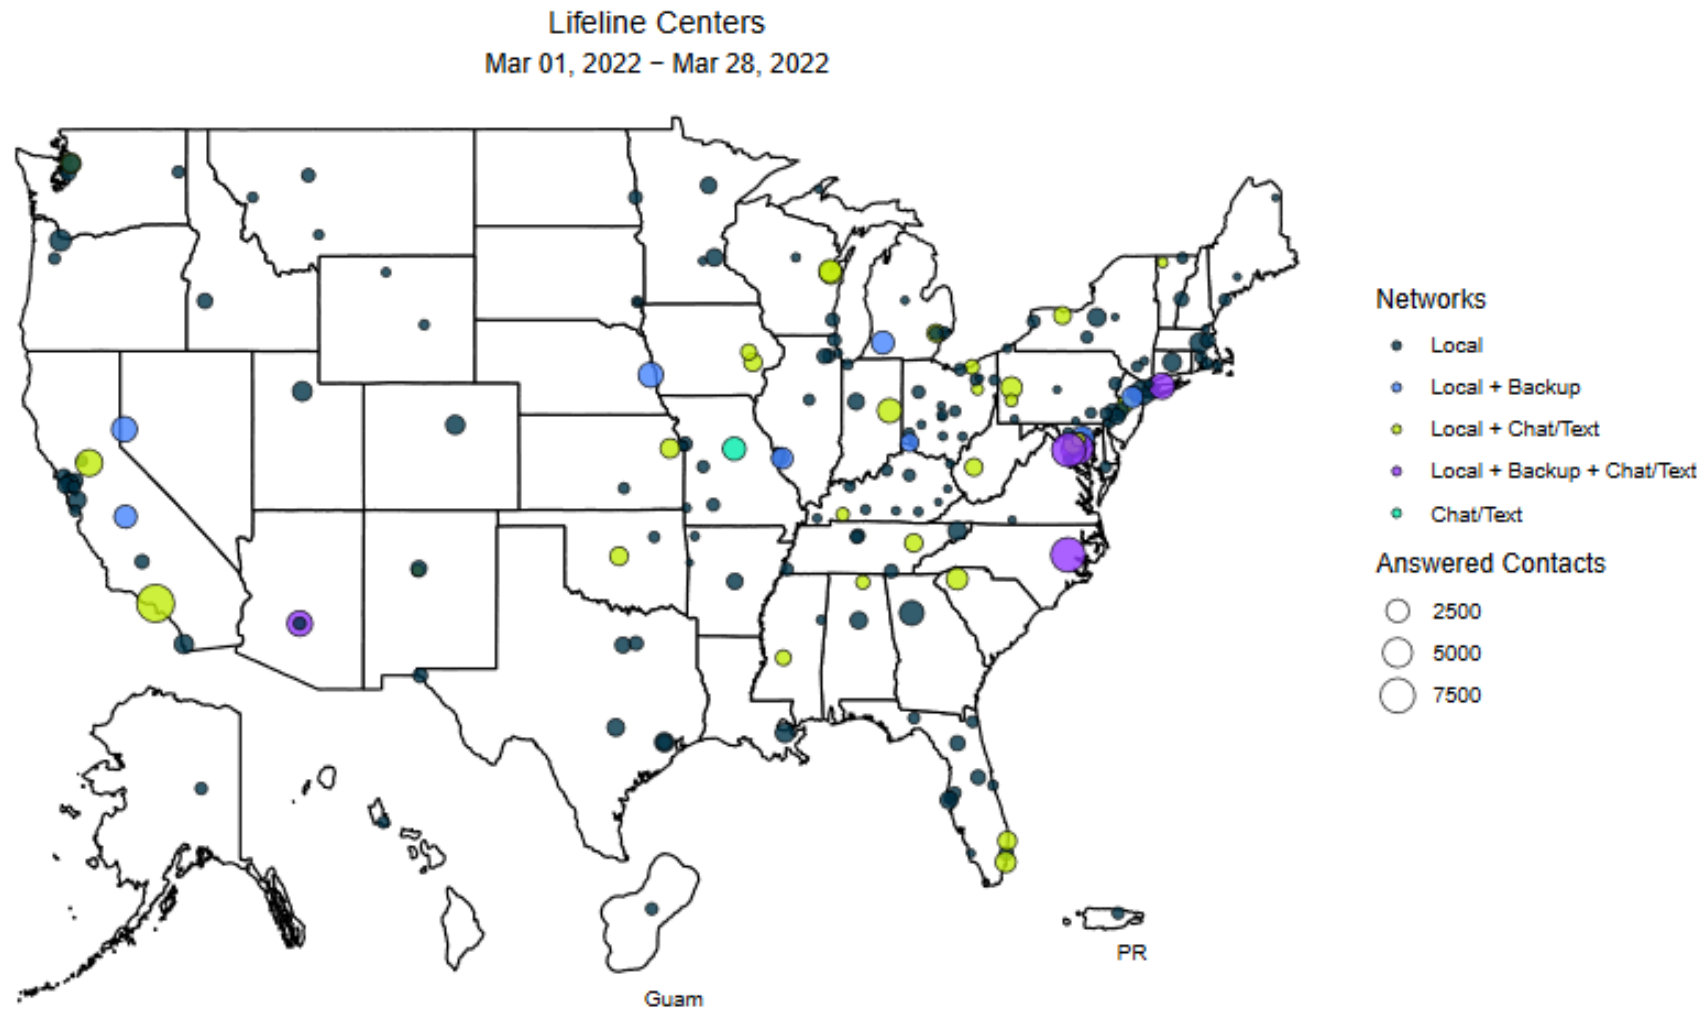 Lifeline Centers
Mar 01, 2022 − Mar 28, 2022
Networks
Local
Local + Backup
Local + Chat/Text
Local + Backup + Chat/Text
Chat/Text
Answered Contacts
2500
5000
7500
PR
Guam